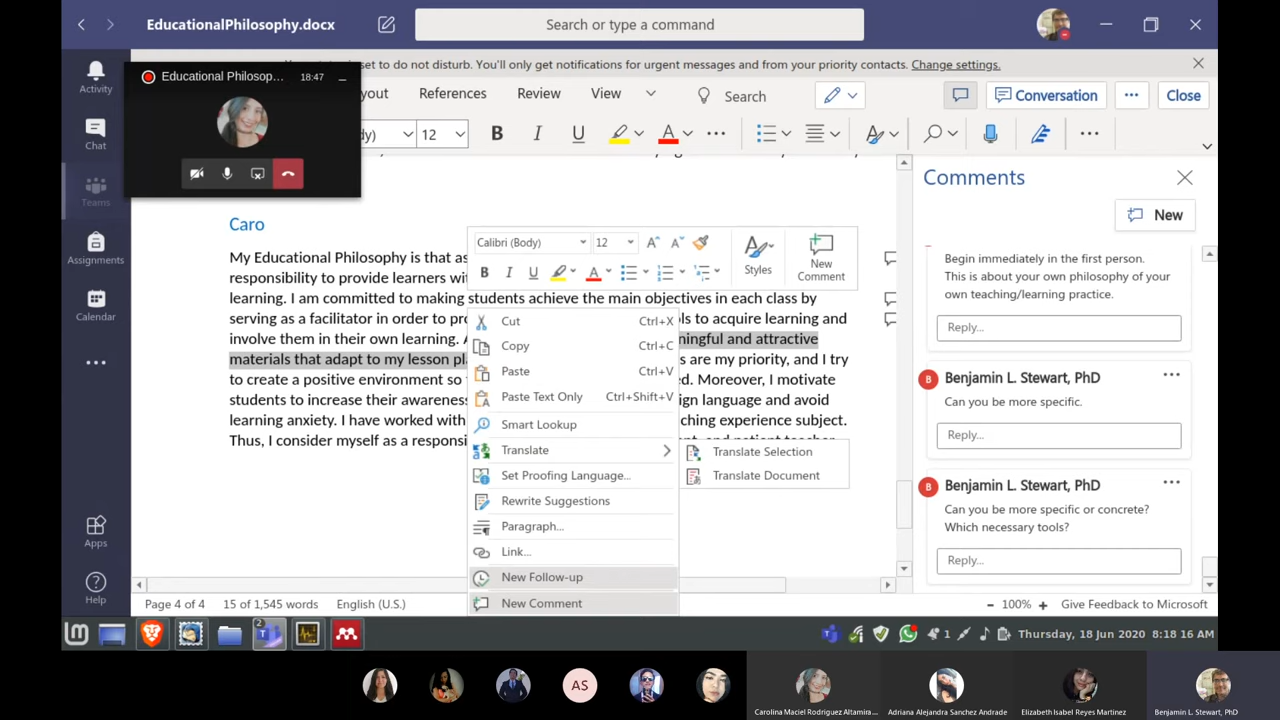 EducationalPhilosophy.docx
Search or type a command
set to do not disturb. You'll only get notifications for urgent messages and from your priority contacts. Change settings.
Educational Philosop...
18:47
Activity
Chat
Teams
Assignments
Calendar
Apps
Help
References
Review
View
Search
Conversation
Close
12
Caro
My Educational Philosophy is that as
responsibility to provide learners
learning. I am committed to making students achieve the main objectives in each class by
serving as a facilitator in order to
to acquire learning and
involve them in their own learning.
and attractive
materials that adapt to my lesson
are my priority, and I try
to create a positive environment so
Moreover, I motivate
students to increase their awareness
language and avoid
learning anxiety. I have worked with
experience subject.
Thus, I consider myself as a
Calibri (Body)
12
Styles
New
Comment
Cut Ctrl+X
Copy Ctrl+C
Paste Ctrl+V
Paste Text Only Ctrl+Shift+V
Smart Lookup
Translate
Set Proofing Language...
Rewrite Suggestions
Paragraph...
Link...
New Follow-up
New Comment
Translate Selection
Translate Document
Comments
New
Begin immediately in the first person.
This is about your own philosophy of your
own teaching/learning practice.
Reply...
B
Benjamin L. Stewart, PhD
Can you be more specific.
Reply...
B
Benjamin L. Stewart, PhD
Can you be more specific or concrete?
Which necessary tools?
Reply...
Page 4 of 4
15 of 1,545 words
English (U.S.)
100%
Give Feedback to Microsoft
2
1
Thursday, 18 Jun 2020
8:18 16 AM
AS
Carolina Maciel Rodriguez Altamira...
Adriana Alejandra Sanchez Andrade
Elizabeth Isabel Reyes Martinez
Benjamin L. Stewart, PhD